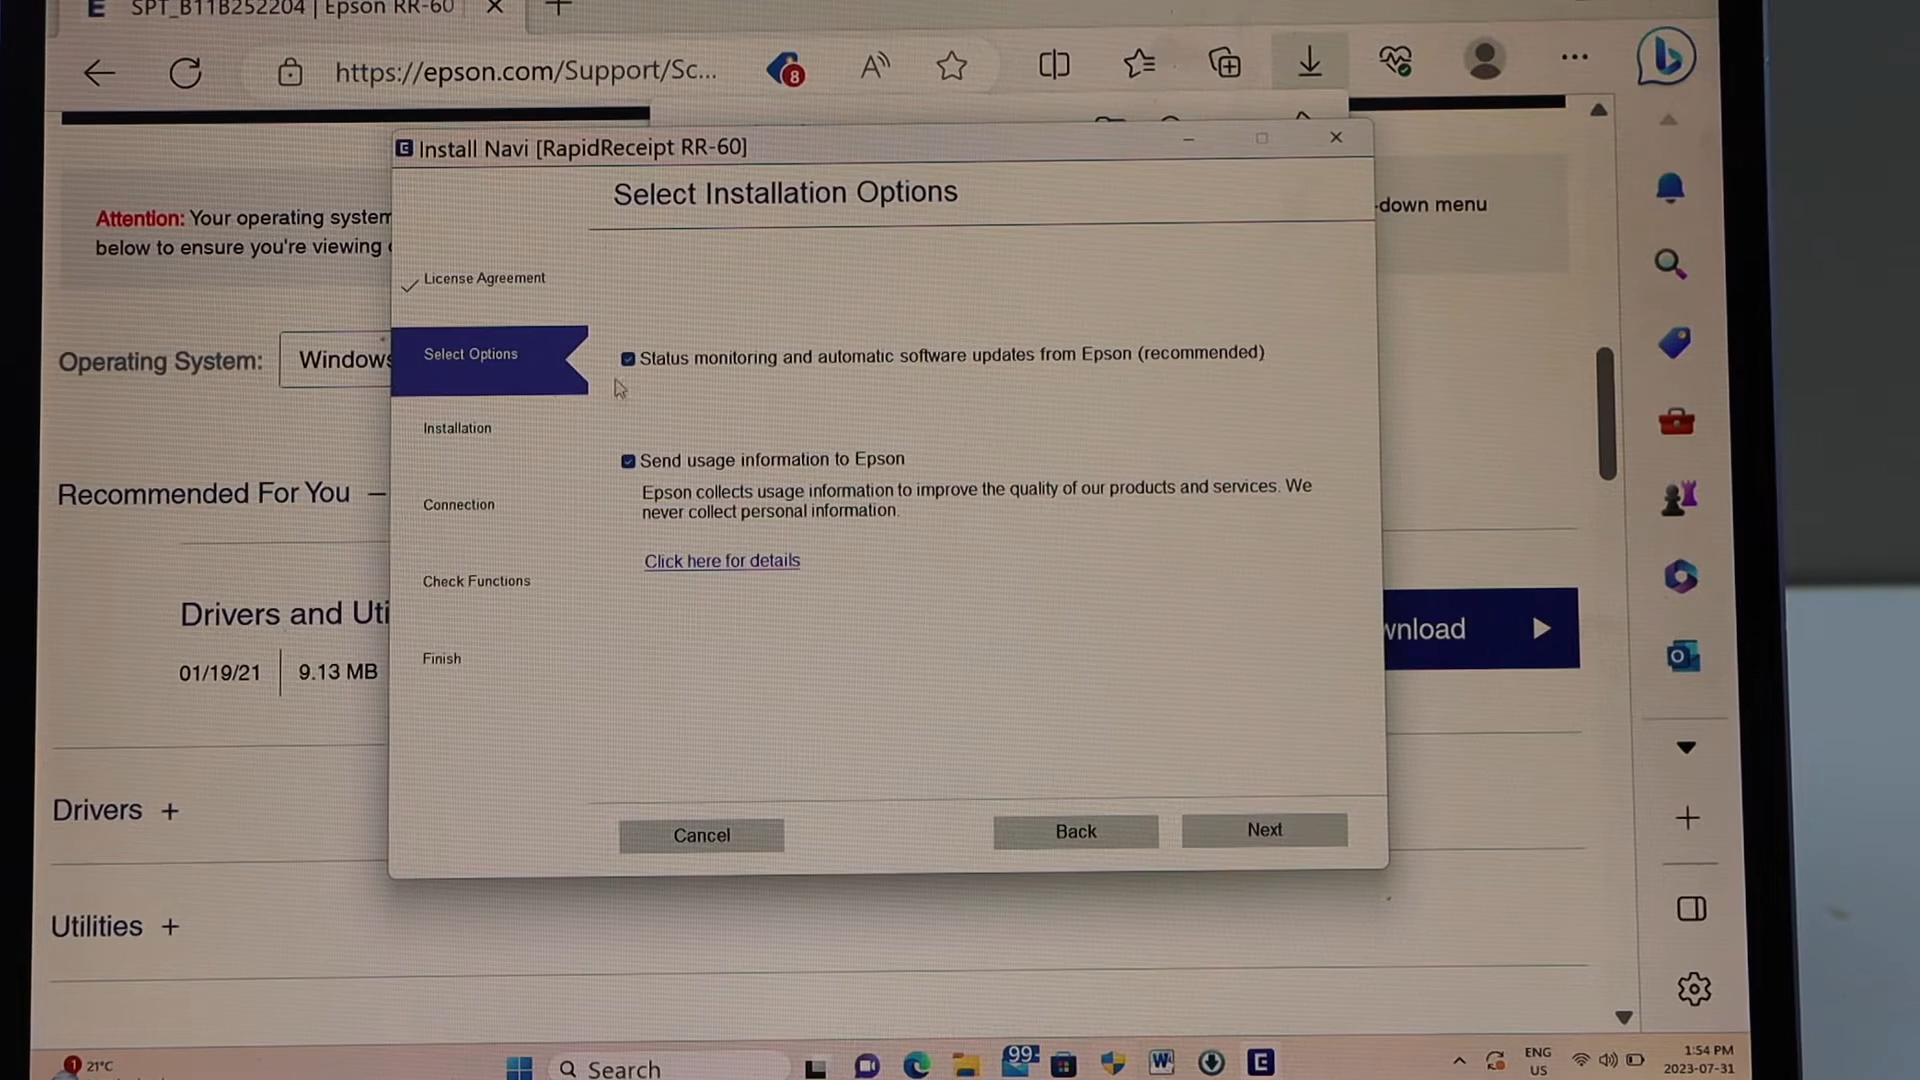 SPT_B11B252204 | Epson RR-60
https://epson.com/Support/Sc...
8
Install Navi [RapidReceipt RR-60]
Select Installation Options
Attention: Your operating system
-down menu
below to ensure you're viewing
License Agreement
Select Options
Status monitoring and automatic software updates from Epson (recommended)
Operating System:
Windows
Installation
Send usage information to Epson
Epson collects usage information to improve the quality of our products and services. We
never collect personal information.
Recommended For You
Connection
Click here for details
Check Functions
Drivers and Uti
wnload
01/19/21
9.13 MB
Finish
Drivers +
Cancel
Back
Next
Utilities +
1
21°C
Search
99+
ENG
US
1:54 PM
2023-07-31